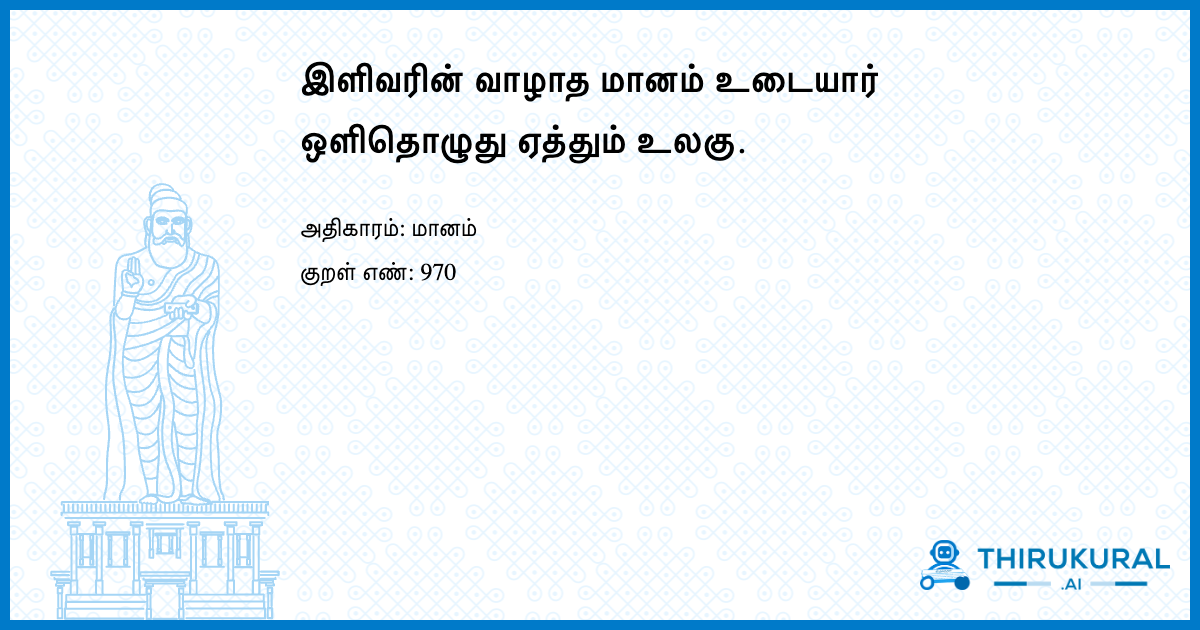 இளிவரின் வாழாத மானம் உடையார்
ஒளிதொழுது ஏத்தும் உலகு.
அதிகாரம்: மானம்
குறள் எண்: 970
THIRUKURAL
.AI